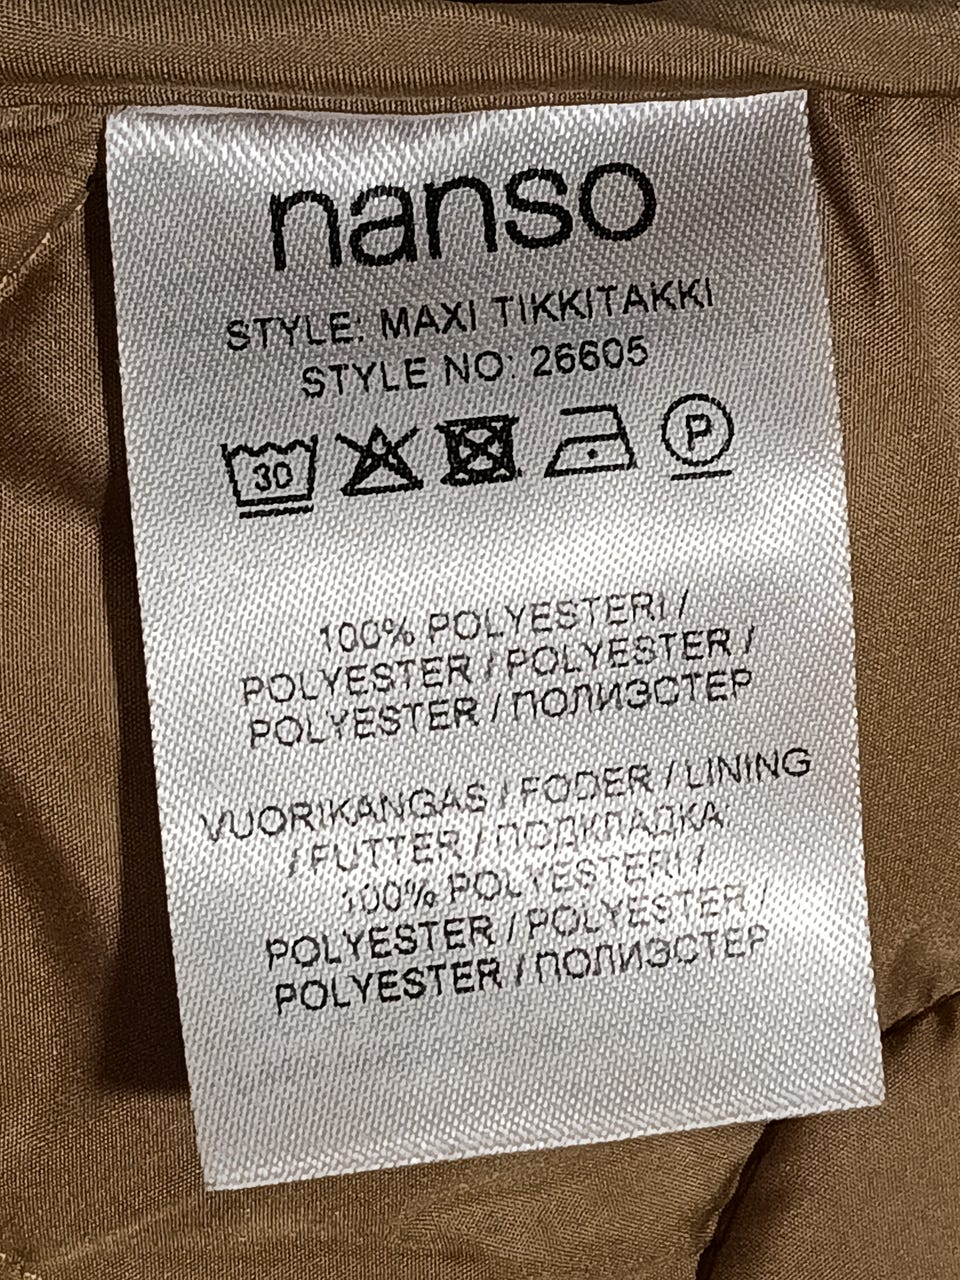 nanso
STYLE: MAXI TIKKITAKKI
STYLE NO: 26605
30 P
100% POLYESTERI /
POLYESTER / POLYESTER /
POLYESTER / ПОЛИЭСТЕР
VUORIKANGAS / FODER / LINING
/ FUTTER / ПОДКЛАДКА:
100% POLYESTERI /
POLYESTER / POLYESTER /
POLYESTER / ПОЛИЭСТЕР